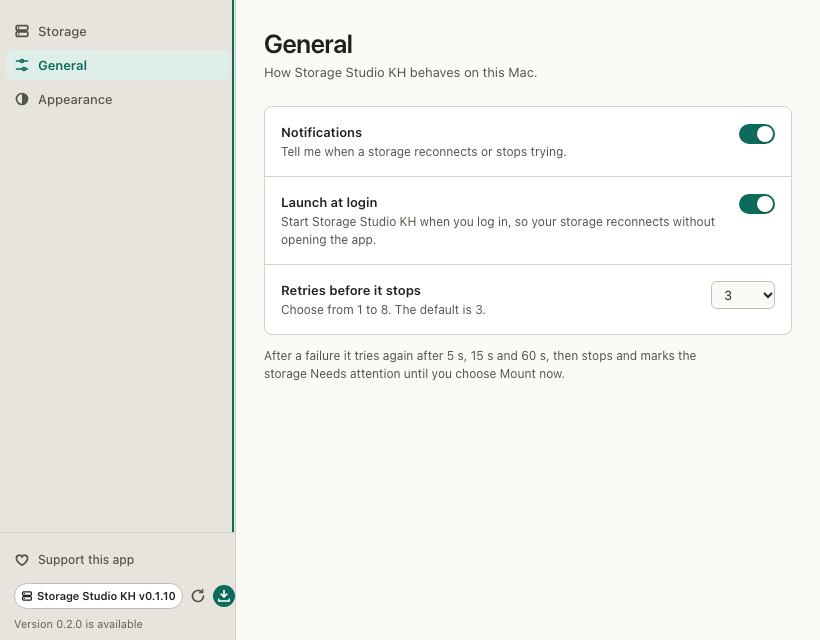 Storage
General
Appearance
General
How Storage Studio KH behaves on this Mac.
Notifications
Tell me when a storage reconnects or stops trying.
Launch at login
Start Storage Studio KH when you log in, so your storage reconnects without
opening the app.
Retries before it stops
Choose from 1 to 8. The default is 3.
3
After a failure it tries again after 5 s, 15 s and 60 s, then stops and marks the
storage Needs attention until you choose Mount now.
Support this app
Storage Studio KH v0.1.10
Version 0.2.0 is available